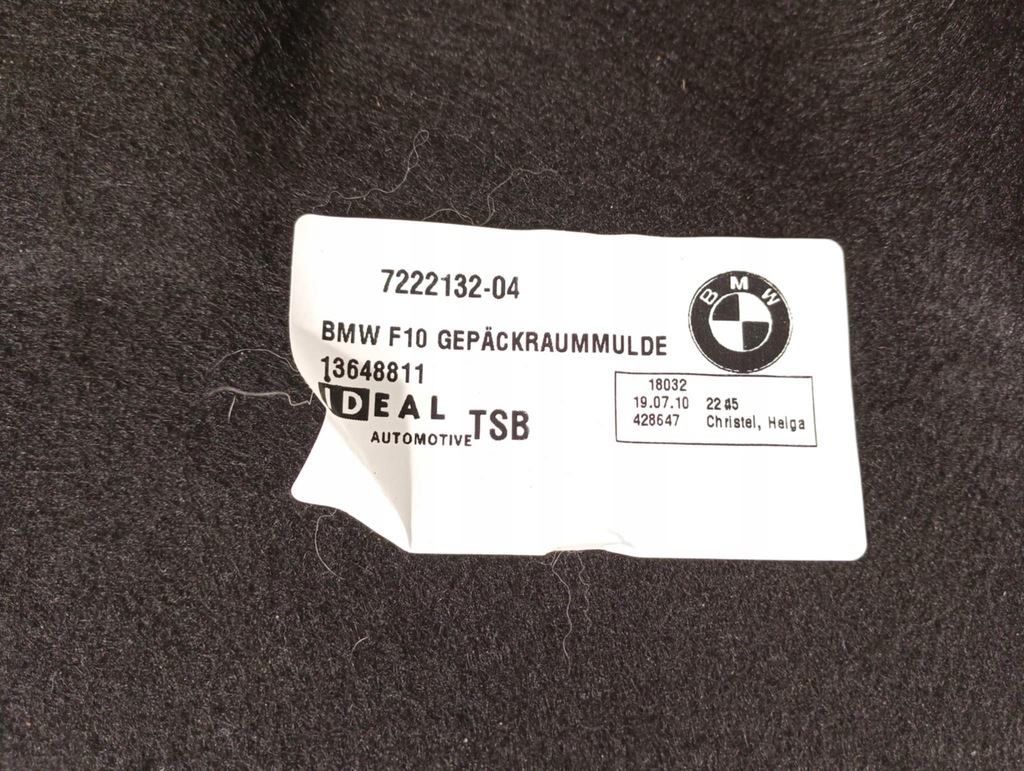 7222132-04
BMW
BMW F10 GEPÄCKRAUMMULDE
13648811
IDEAL
AUTOMOTIVE TSB
18032
19.07.10
428647 Christel, Helga